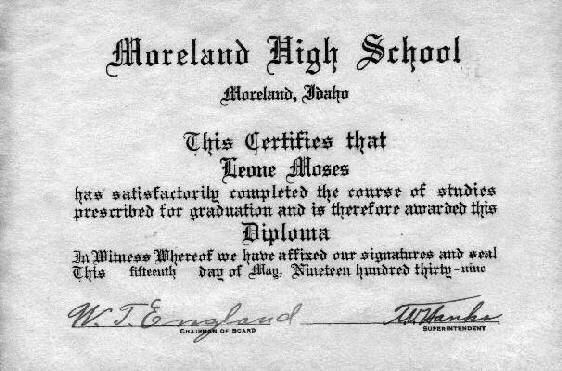 Moreland High School
Moreland, Idaho
This Certifies that
Leone Moses
has satisfactorily completed the course of studies
prescribed for graduation and is therefore awarded this
Diploma
In Witness Whereof we have affixed our signatures and seal
This fifteenth day of May, Nineteen hundred thirty-nine
W. T. England
CHAIRMAN OF BOARD
SUPERINTENDENT